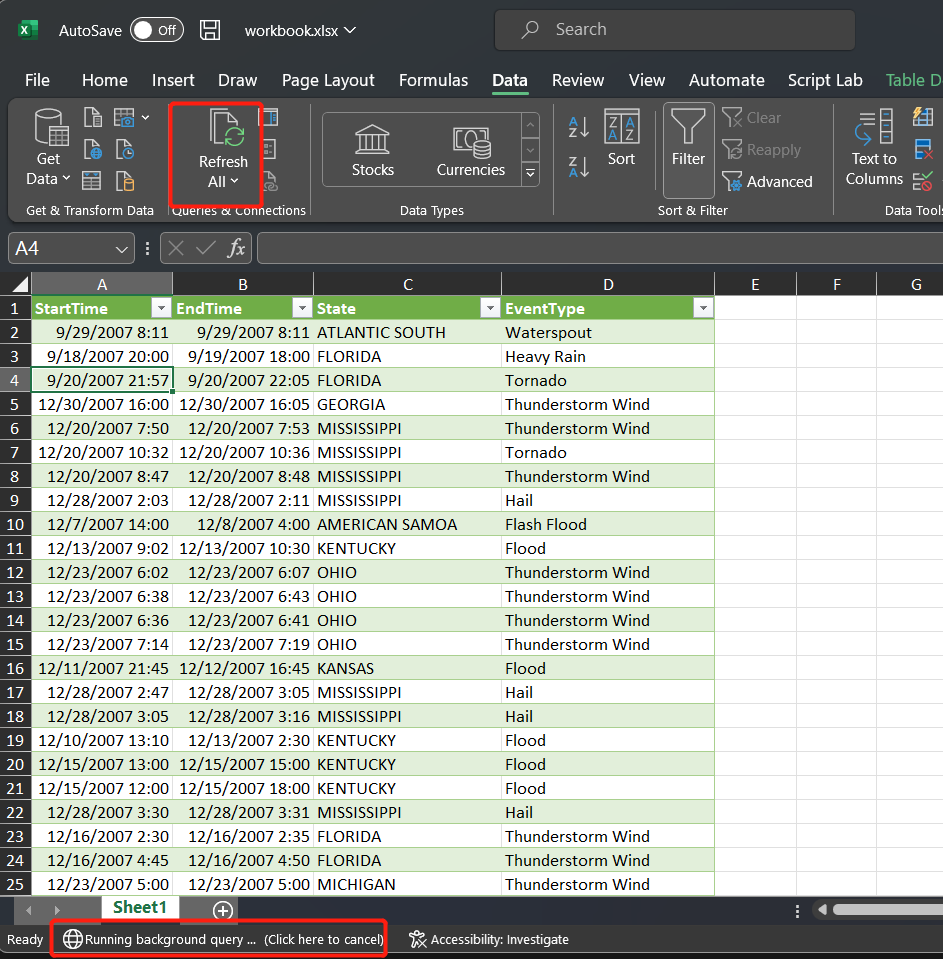 AutoSave Off workbook.xlsx Search
File Home Insert Draw Page Layout Formulas Data Review View Automate Script Lab Table D
Get Data
Refresh All
Stocks Currencies
Sort
Filter
Clear
Reapply
Advanced
Text to Columns
Get & Transform Data Queries & Connections Data Types Sort & Filter Data Tools
A4 fx
A B C D E F G
1 StartTime EndTime State EventType
2 9/29/2007 8:11 9/29/2007 8:11 ATLANTIC SOUTH Waterspout
3 9/18/2007 20:00 9/19/2007 18:00 FLORIDA Heavy Rain
4 9/20/2007 21:57 9/20/2007 22:05 FLORIDA Tornado
5 12/30/2007 16:00 12/30/2007 16:05 GEORGIA Thunderstorm Wind
6 12/20/2007 7:50 12/20/2007 7:53 MISSISSIPPI Thunderstorm Wind
7 12/20/2007 10:32 12/20/2007 10:36 MISSISSIPPI Tornado
8 12/20/2007 8:47 12/20/2007 8:48 MISSISSIPPI Thunderstorm Wind
9 12/28/2007 2:03 12/28/2007 2:11 MISSISSIPPI Hail
10 12/7/2007 14:00 12/8/2007 4:00 AMERICAN SAMOA Flash Flood
11 12/13/2007 9:02 12/13/2007 10:30 KENTUCKY Flood
12 12/23/2007 6:02 12/23/2007 6:07 OHIO Thunderstorm Wind
13 12/23/2007 6:38 12/23/2007 6:43 OHIO Thunderstorm Wind
14 12/23/2007 6:36 12/23/2007 6:41 OHIO Thunderstorm Wind
15 12/23/2007 7:14 12/23/2007 7:19 OHIO Thunderstorm Wind
16 12/11/2007 21:45 12/12/2007 16:45 KANSAS Flood
17 12/28/2007 2:47 12/28/2007 3:05 MISSISSIPPI Hail
18 12/28/2007 3:05 12/28/2007 3:16 MISSISSIPPI Hail
19 12/10/2007 13:10 12/13/2007 2:30 KENTUCKY Flood
20 12/15/2007 13:00 12/15/2007 15:00 KENTUCKY Flood
21 12/15/2007 12:00 12/15/2007 18:00 KENTUCKY Flood
22 12/28/2007 3:30 12/28/2007 3:31 MISSISSIPPI Hail
23 12/16/2007 2:30 12/16/2007 2:35 FLORIDA Thunderstorm Wind
24 12/16/2007 4:45 12/16/2007 4:50 FLORIDA Thunderstorm Wind
25 12/23/2007 5:00 12/23/2007 5:00 MICHIGAN Thunderstorm Wind
Sheet1
Ready Running background query ... (Click here to cancel) Accessibility: Investigate